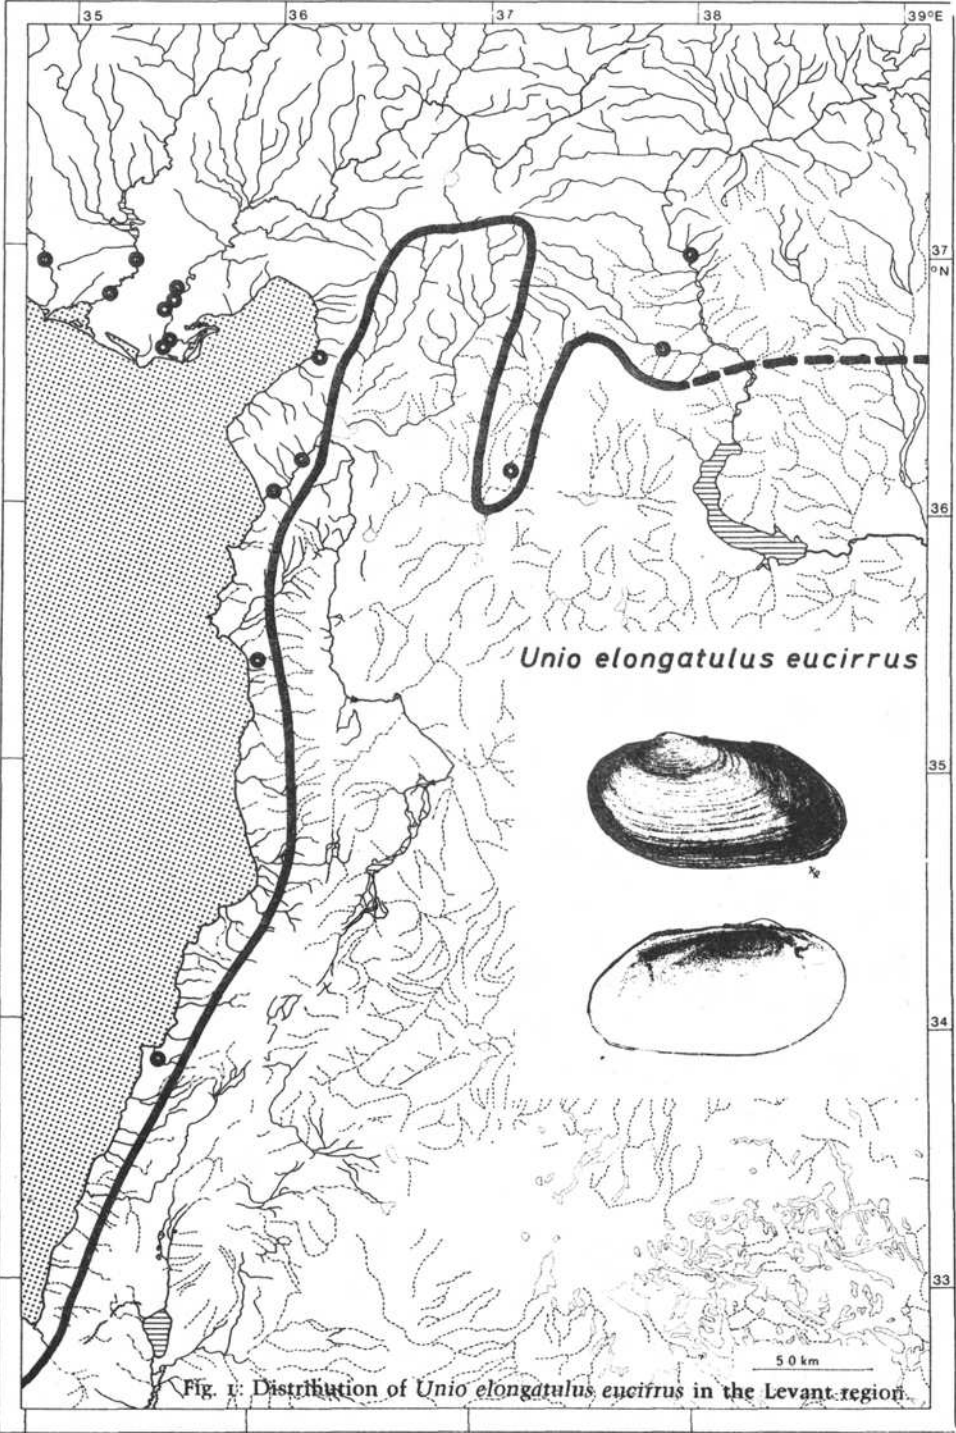 35 36 37 38 39°E
37
°N
36
Unio elongatulus eucirrus
35
34
33
50 km
Fig. 1: Distribution of Unio elongatulus eucirrus in the Levant region.